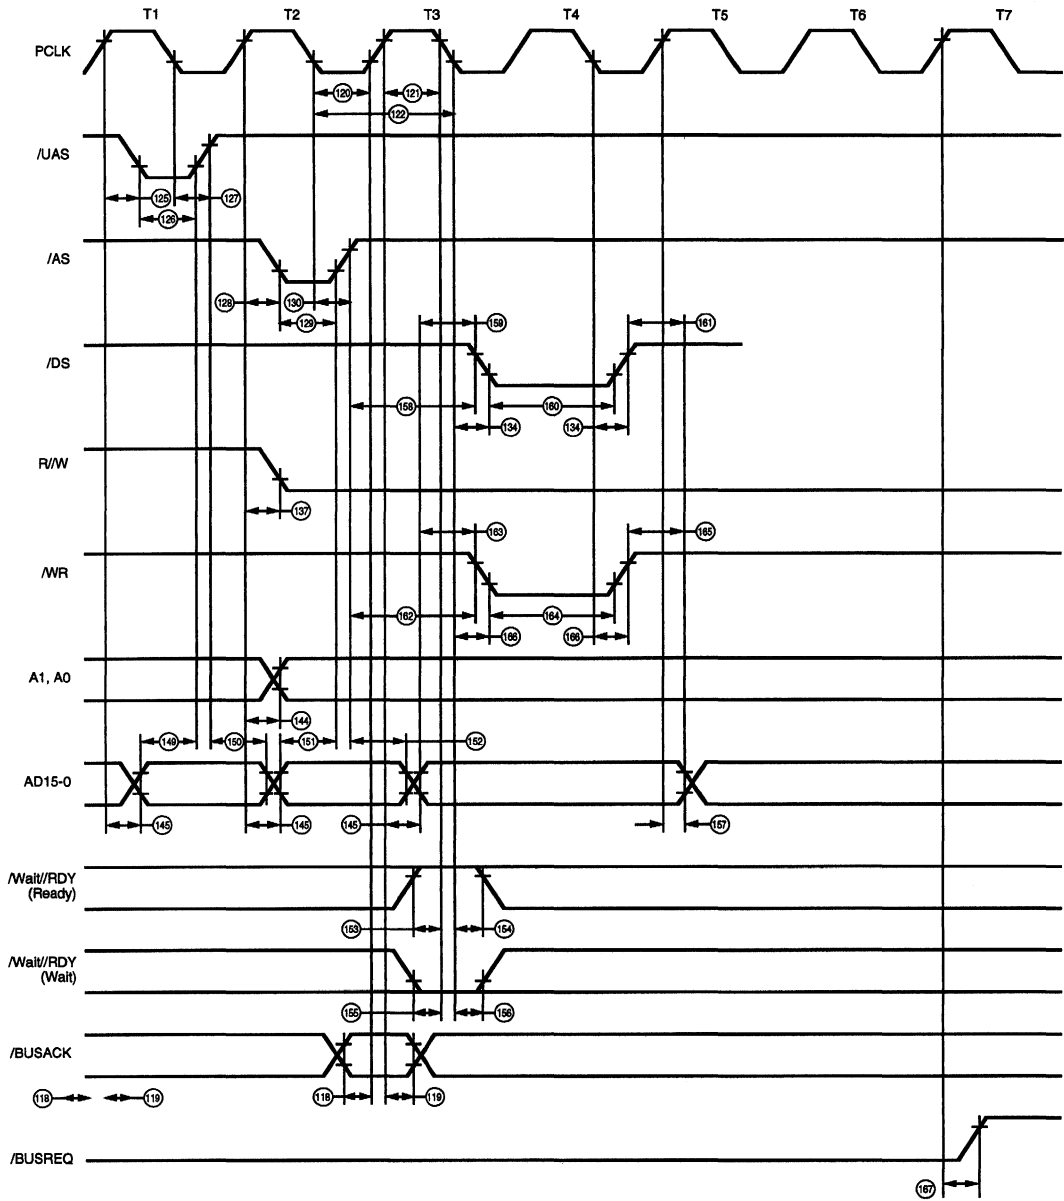 T1 T2 T3 T4 T5 T6 T7
PCLK
120 121
122
/UAS
125 127
126
/AS
128 130
129
159 161
/DS
158 160
134 134
R//W
137
163 165
/WR
162 164
166 166
A1, A0
144
149 150 151 152
AD15-0
145 145 145 157
/Wait//RDY
(Ready)
153 154
/Wait//RDY
(Wait)
155 156
/BUSACK
118 119 118 119
/BUSREQ
167